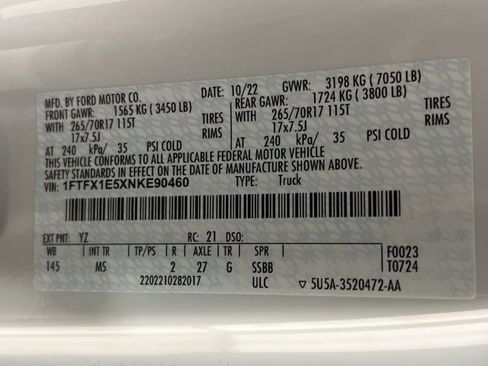 MFD. BY FORD MOTOR CO. DATE: 10/22 GVWR: 3198 KG ( 7050 LB)
FRONT GAWR: 1565 KG (3450 LB) REAR GAWR: 1724 KG ( 3800 LB)
WITH 265/70R17 115T TIRES WITH 265/70R17 115T TIRES
17x7.5J RIMS 17x7.5J RIMS
AT 240 kPa/ 35 PSI COLD AT 240 kPa/ 35 PSI COLD
THIS VEHICLE CONFORMS TO ALL APPLICABLE FEDERAL MOTOR VEHICLE
SAFETY STANDARDS IN EFFECT ON THE DATE OF MANUFACTURE SHOWN ABOVE.
VIN: 1FTFX1E5XNKE90460 TYPE: Truck
EXT PNT: YZ RC: 21 DSO:
WB INT TR TP/PS R AXLE TR SPR F0023
145 MS 2 27 G SSBB T0724
2202210282017 ULC ▽ 5U5A-3520472-AA